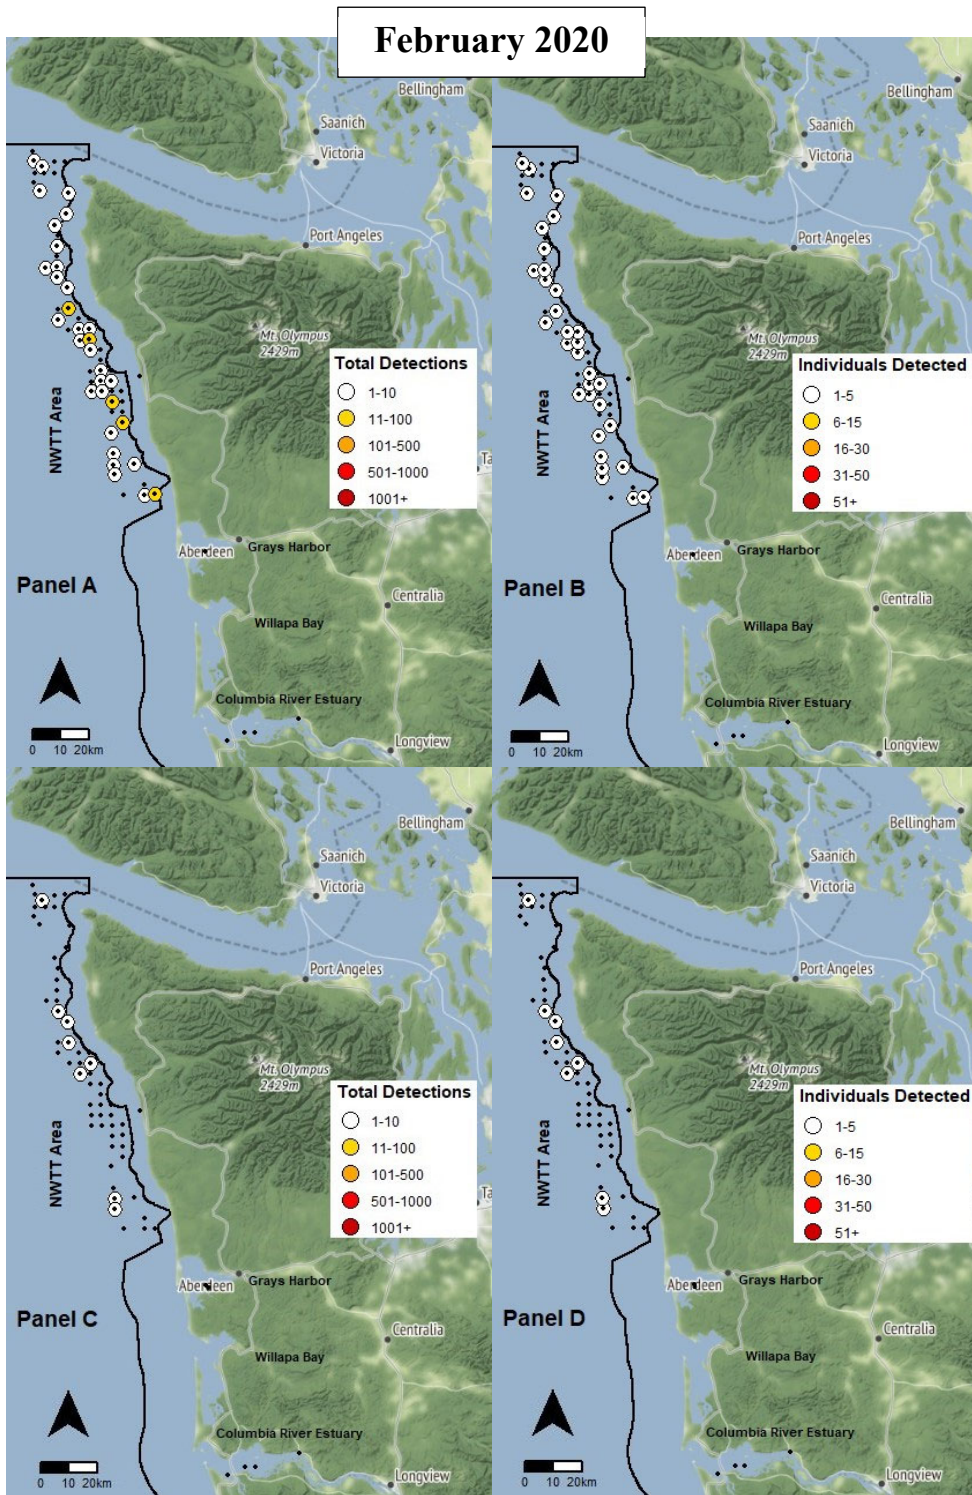 February 2020
Bellingham
Saanich
Victoria
Port Angeles
Mt. Olympus
2429m
Total Detections
1-10
11-100
101-500
501-1000
1001+
NWTT Area
Ta
Aberdeen
Grays Harbor
Panel A
Centralia
Willapa Bay
Columbia River Estuary
Longview
0 10 20km
Bellingham
Saanich
Victoria
Port Angeles
Mt. Olympus
2429m
Individuals Detected
1-5
6-15
16-30
31-50
51+
NWTT Area
Aberdeen
Grays Harbor
Panel B
Centralia
Willapa Bay
Columbia River Estuary
Longview
0 10 20km
Bellingham
Saanich
Victoria
Port Angeles
Mt. Olympus
2429m
Total Detections
1-10
11-100
101-500
501-1000
1001+
NWTT Area
Ta
Aberdeen
Grays Harbor
Panel C
Centralia
Willapa Bay
Columbia River Estuary
Longview
0 10 20km
Bellingham
Saanich
Victoria
Port Angeles
Mt. Olympus
2429m
Individuals Detected
1-5
6-15
16-30
31-50
51+
NWTT Area
Aberdeen
Grays Harbor
Panel D
Centralia
Willapa Bay
Columbia River Estuary
Longview
0 10 20km